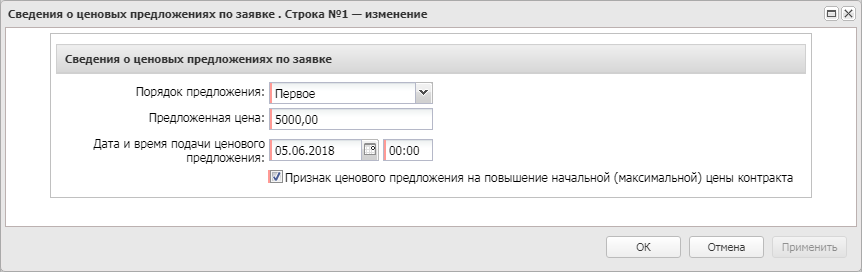 Сведения о ценовых предложениях по заявке . Строка №1 — изменение
Сведения о ценовых предложениях по заявке
Порядок предложения: Первое
Предложенная цена: 5000,00
Дата и время подачи ценового
предложения: 05.06.2018 00:00
Признак ценового предложения на повышение начальной (максимальной) цены контракта
ОК Отмена Применить